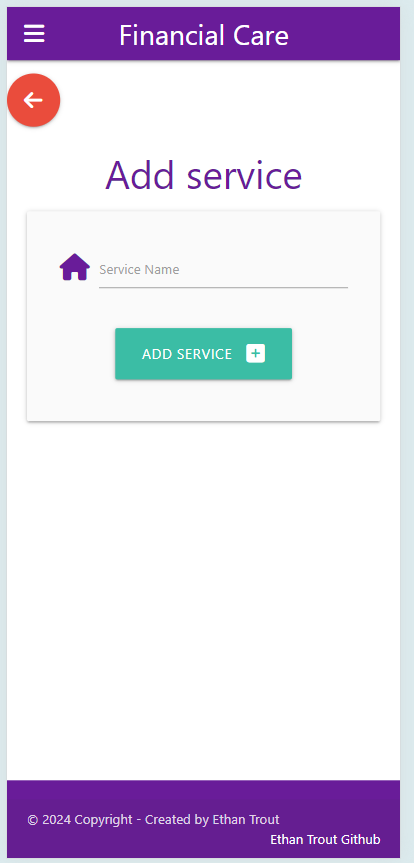 Financial Care
Add service
Service Name
ADD SERVICE
© 2024 Copyright - Created by Ethan Trout
Ethan Trout Github